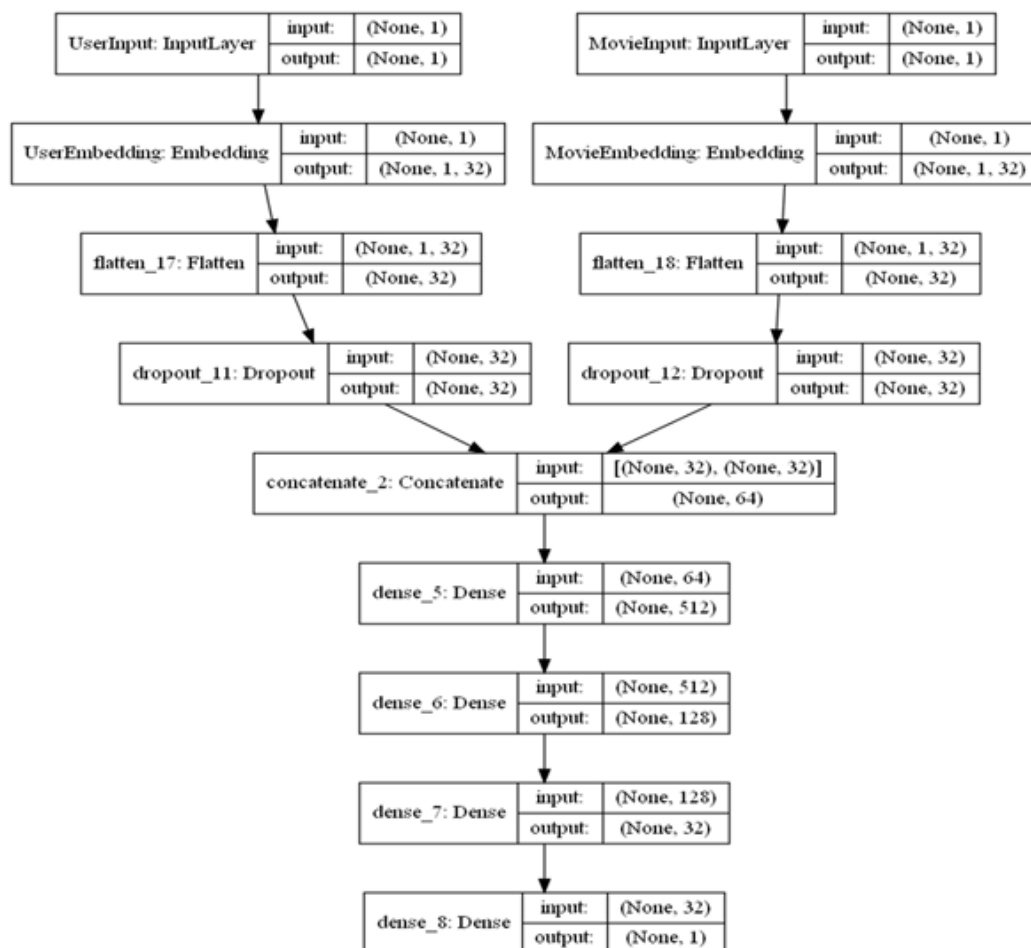 UserInput: InputLayer input: (None, 1) output: (None, 1)
MovieInput: InputLayer input: (None, 1) output: (None, 1)
UserEmbedding: Embedding input: (None, 1) output: (None, 1, 32)
MovieEmbedding: Embedding input: (None, 1) output: (None, 1, 32)
flatten_17: Flatten input: (None, 1, 32) output: (None, 32)
flatten_18: Flatten input: (None, 1, 32) output: (None, 32)
dropout_11: Dropout input: (None, 32) output: (None, 32)
dropout_12: Dropout input: (None, 32) output: (None, 32)
concatenate_2: Concatenate input: [(None, 32), (None, 32)] output: (None, 64)
dense_5: Dense input: (None, 64) output: (None, 512)
dense_6: Dense input: (None, 512) output: (None, 128)
dense_7: Dense input: (None, 128) output: (None, 32)
dense_8: Dense input: (None, 32) output: (None, 1)